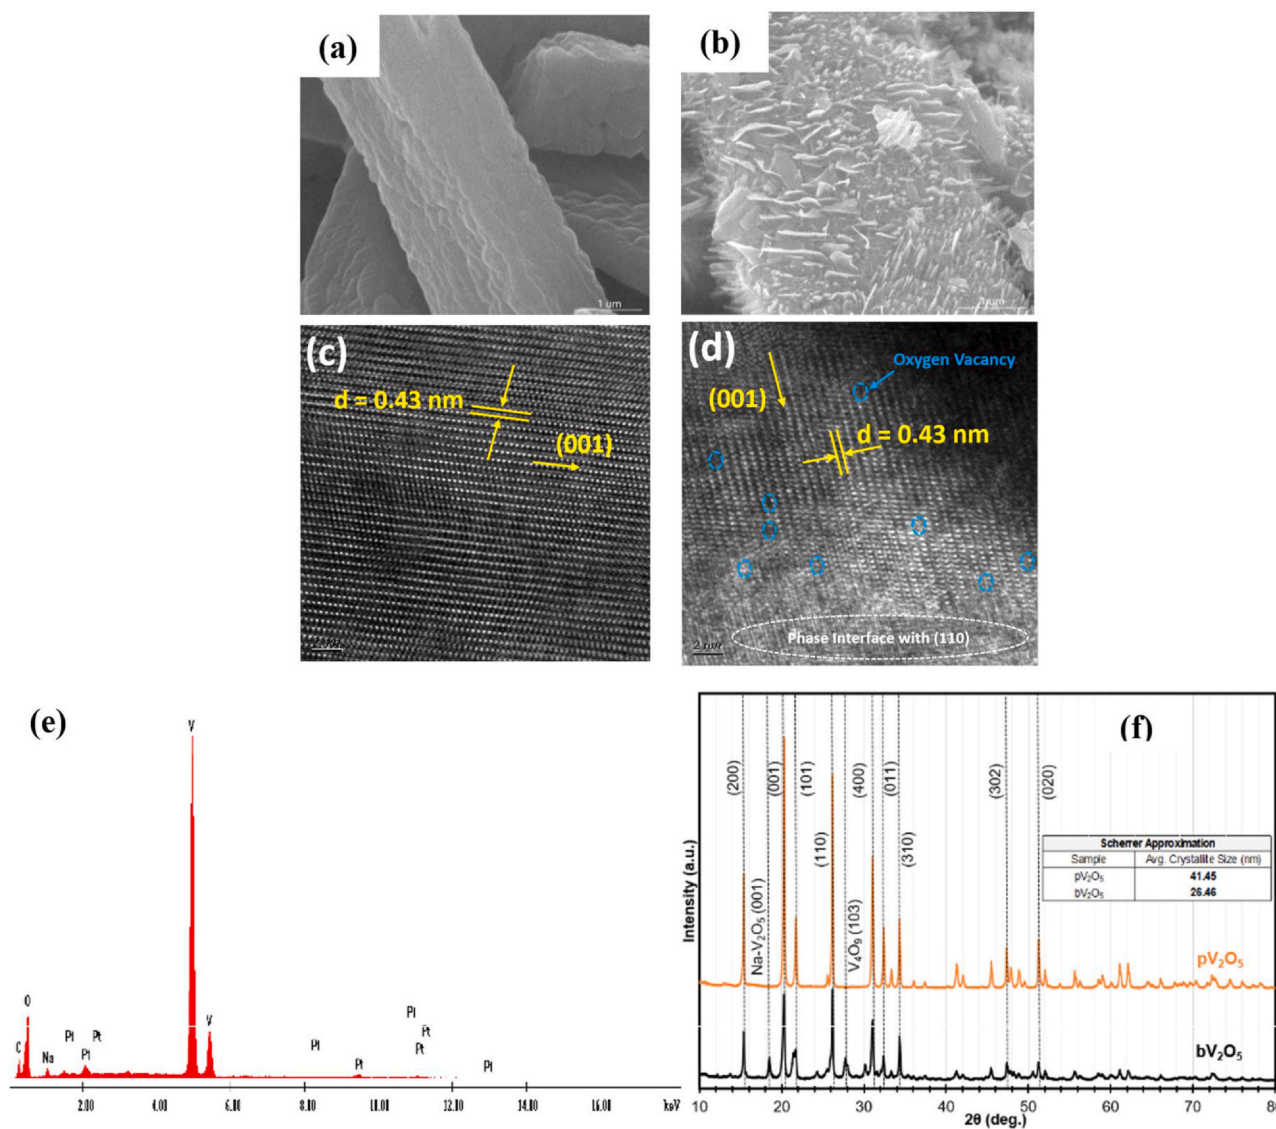 (a)
1 um
(b)
1 um
(c)
d = 0.43 nm
(001)
2 nm
(d)
Oxygen Vacancy
(001)
d = 0.43 nm
Phase Interface with (110)
2 nm
(e)
V
O
C
Na
Pt
Pt
Pt
V
Pt
Pt
Pt
Pt
Pt
Pt
2.00
4.00
6.00
8.00
10.00
12.00
14.00
16.00
keV
(f)
Intensity (a.u.)
(200)
Na-V₂O₅ (001)
(001)
(101)
(110)
V₄O₉ (103)
(400)
(011)
(310)
(302)
(020)
Scherrer Approximation
Sample Avg. Crystallite Size (nm)
pV₂O₅ 41.45
bV₂O₅ 26.46
pV₂O₅
bV₂O₅
10 20 30 40 50 60 70 80
2θ (deg.)